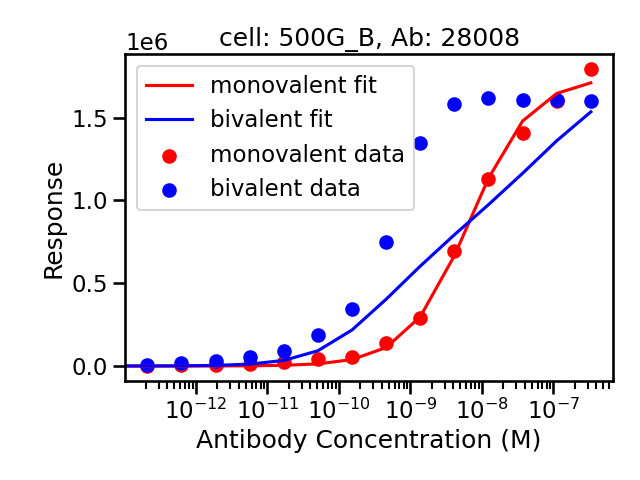 cell: 500G_B, Ab: 28008
1e6
monovalent fit
bivalent fit
monovalent data
bivalent data
Response
1.5
1.0
0.5
0.0
10⁻¹² 10⁻¹¹ 10⁻¹⁰ 10⁻⁹ 10⁻⁸ 10⁻⁷
Antibody Concentration (M)